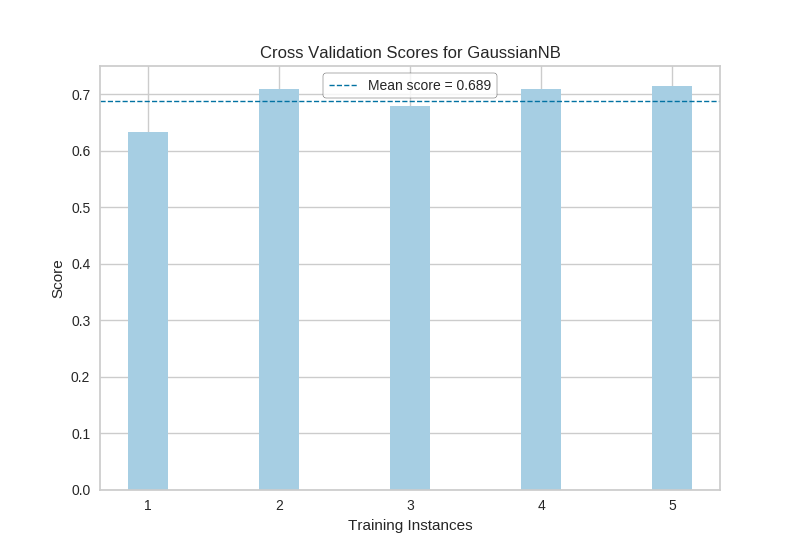 Cross Validation Scores for GaussianNB
Mean score = 0.689
0.7
0.6
0.5
0.4
0.3
0.2
0.1
0.0
Score
1 2 3 4 5
Training Instances